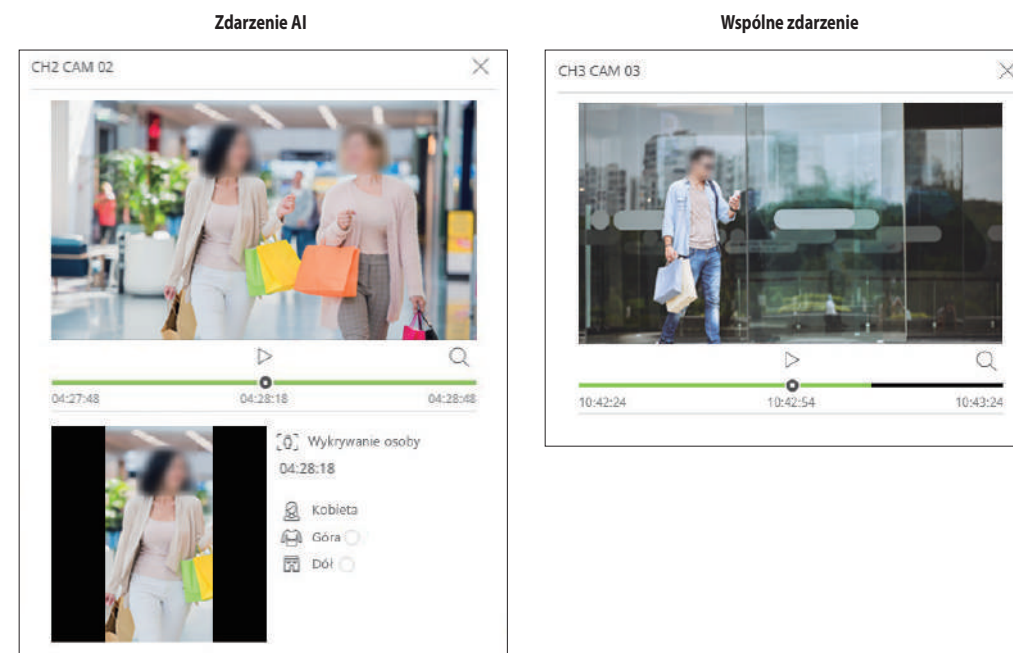 Zdarzenie AI
CH2 CAM 02
04:27:48 04:28:18 04:28:48
Wykrywanie osoby
04:28:18
Kobieta
Góra
Dół
Wspólne zdarzenie
CH3 CAM 03
10:42:24 10:42:54 10:43:24